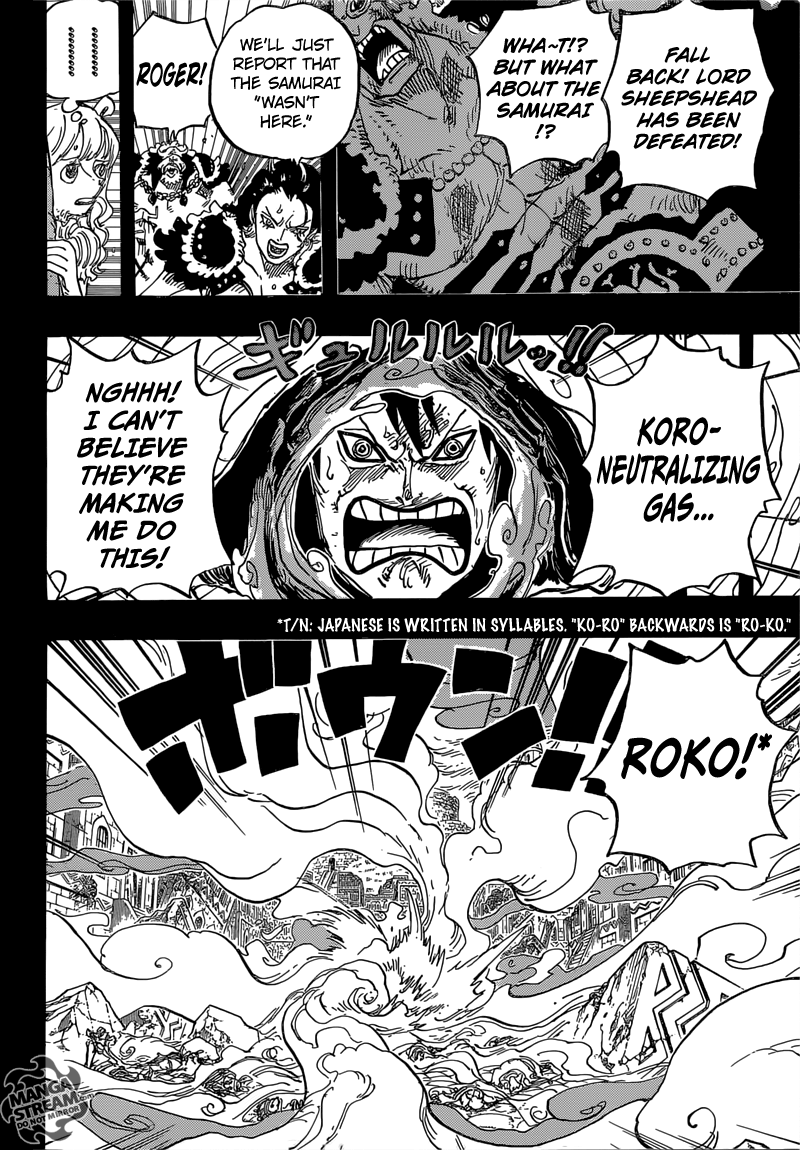 FALL
BACK! LORD
SHEEPSHEAD
HAS BEEN
DEFEATED!
WHA~T!?
BUT WHAT
ABOUT THE
SAMURAI
!?
WE'LL JUST
REPORT THAT
THE SAMURAI
"WASN'T
HERE."
ROGER!
KORO-
NEUTRALIZING
GAS...
ギュルルルルッ!!
NGHHH!
I CAN'T
BELIEVE
THEY'RE
MAKING
ME DO
THIS!
*T/N: JAPANESE IS WRITTEN IN SYLLABLES. "KO-RO" BACKWARDS IS "RO-KO."
ROKO!*
ボウン!!
MANGA
STREAM.com
DO NOT MIRROR